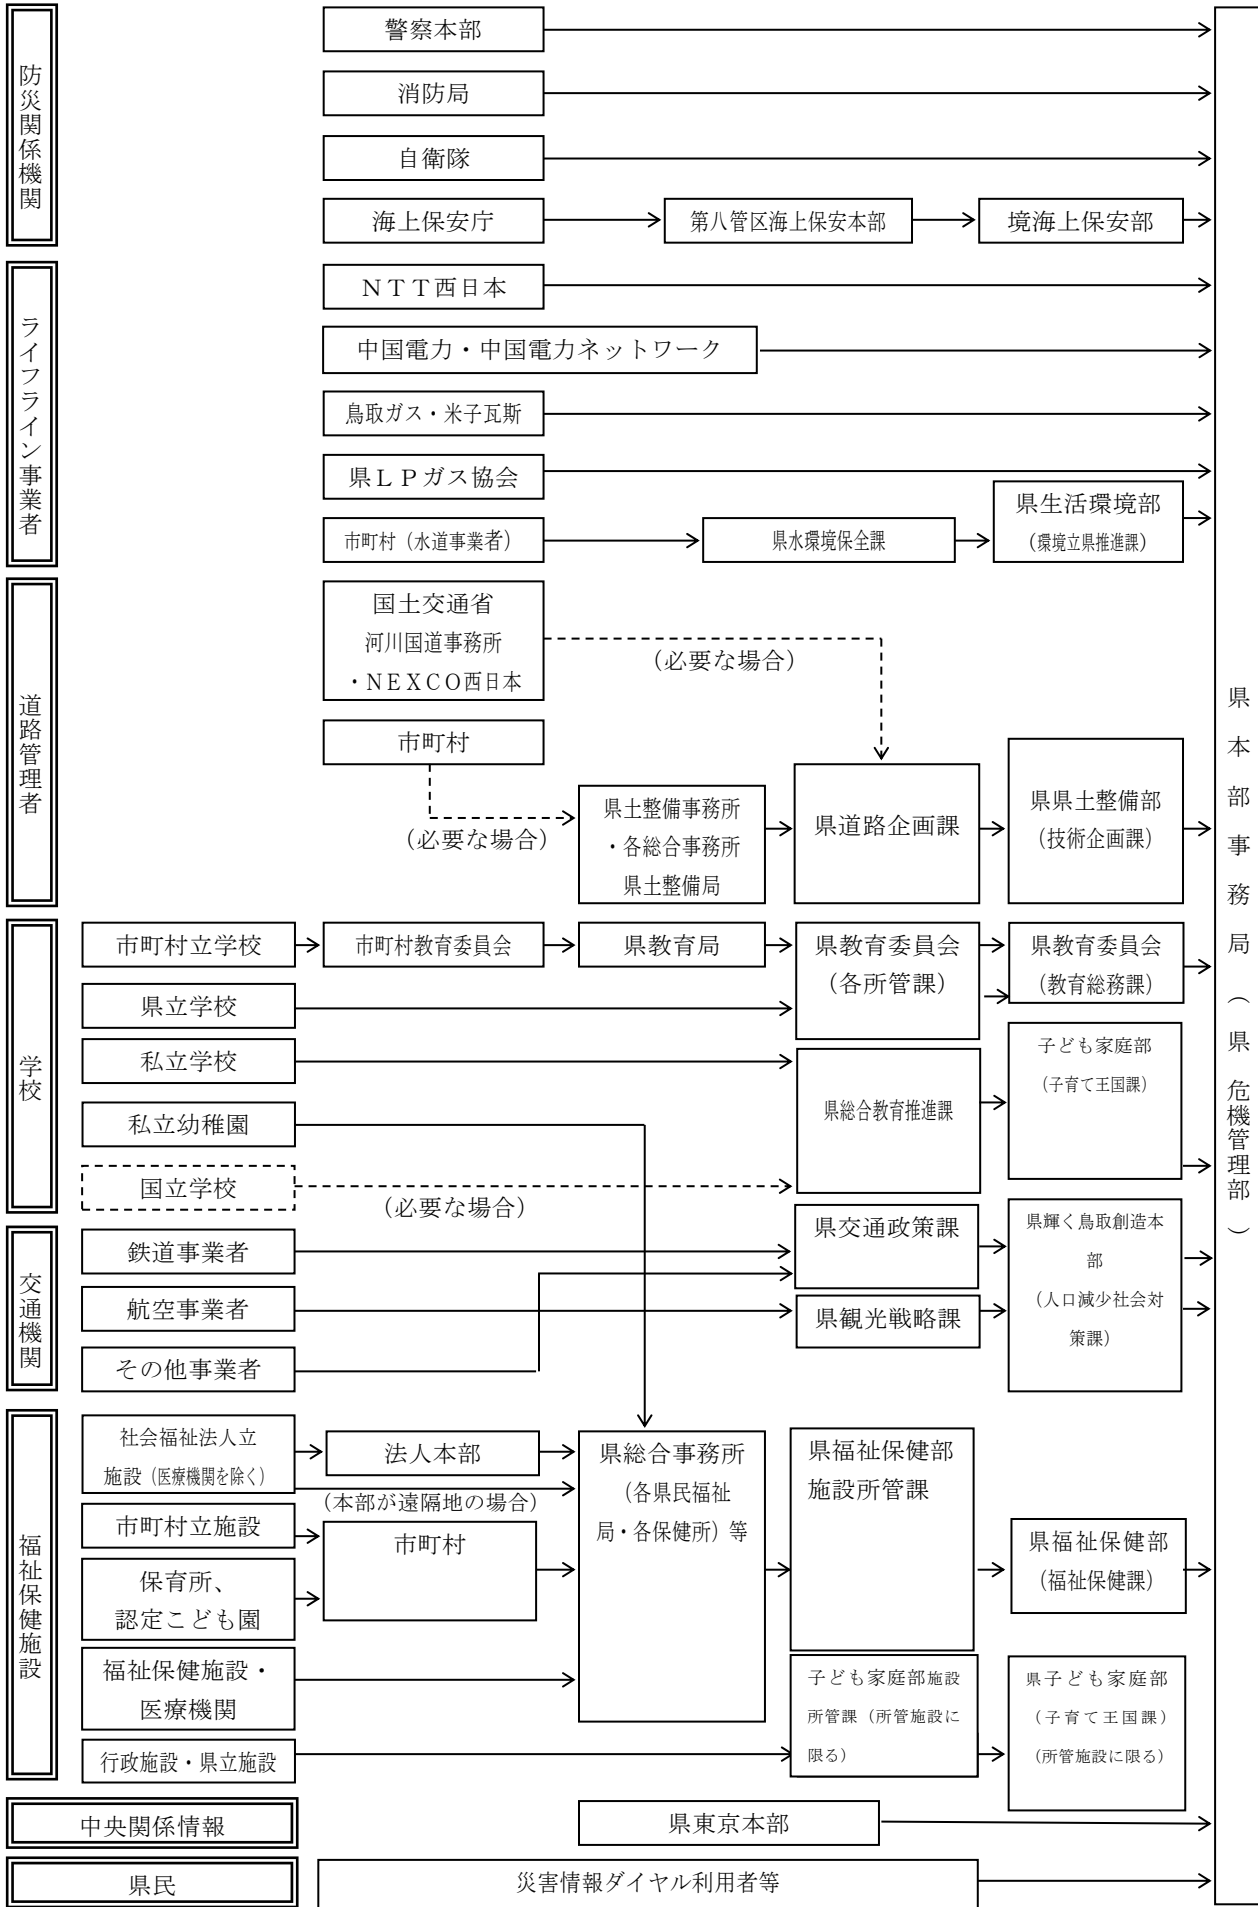 防災関係機関
警察本部
消防局
自衛隊
海上保安庁
第八管区海上保安本部
境海上保安部
ライフライン事業者
ＮＴＴ西日本
中国電力・中国電力ネットワーク
鳥取ガス・米子瓦斯
県ＬＰガス協会
市町村（水道事業者）
県水環境保全課
県生活環境部
（環境立県推進課）
道路管理者
国土交通省
河川国道事務所
・ＮＥＸＣＯ西日本
（必要な場合）
市町村
（必要な場合）
県土整備事務所
・各総合事務所
県土整備局
県道路企画課
県県土整備部
（技術企画課）
学校
市町村立学校
市町村教育委員会
県教育局
県教育委員会
（各所管課）
県教育委員会
（教育総務課）
県立学校
私立学校
私立幼稚園
国立学校
（必要な場合）
県総合教育推進課
子ども家庭部
（子育て王国課）
交通機関
鉄道事業者
航空事業者
その他事業者
県交通政策課
県観光戦略課
県輝く鳥取創造本
部
（人口減少社会対
策課）
福祉保健施設
社会福祉法人立
施設（医療機関を除く）
法人本部
（本部が遠隔地の場合）
市町村立施設
市町村
保育所、
認定こども園
福祉保健施設・
医療機関
行政施設・県立施設
県総合事務所
（各県民福祉
局・各保健所）等
県福祉保健部
施設所管課
県福祉保健部
（福祉保健課）
子ども家庭部施設
所管課（所管施設に
限る）
県子ども家庭部
（子育て王国課）
（所管施設に限る）
中央関係情報
県東京本部
県民
災害情報ダイヤル利用者等
県本部事務局（県危機管理部）